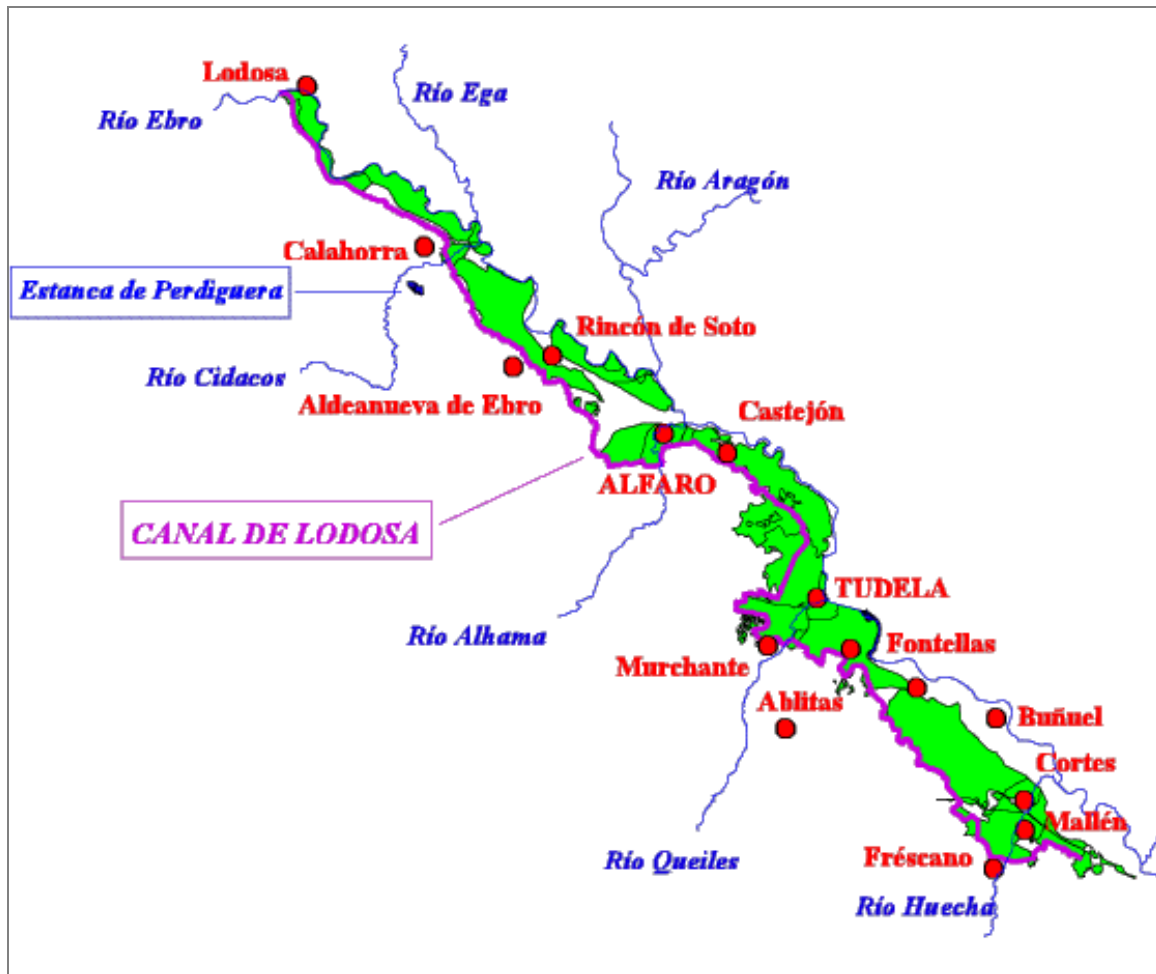 Lodosa
Río Ega
Río Ebro
Río Aragón
Calahorra
Estanca de Perdiguera
Rincón de Soto
Río Cidacos
Aldeanueva de Ebro
Castejón
ALFARO
CANAL DE LODOSA
TUDELA
Río Alhama
Fontellas
Murchante
Ablitas
Buñuel
Cortes
Mallén
Río Queiles
Fréscano
Río Huecha